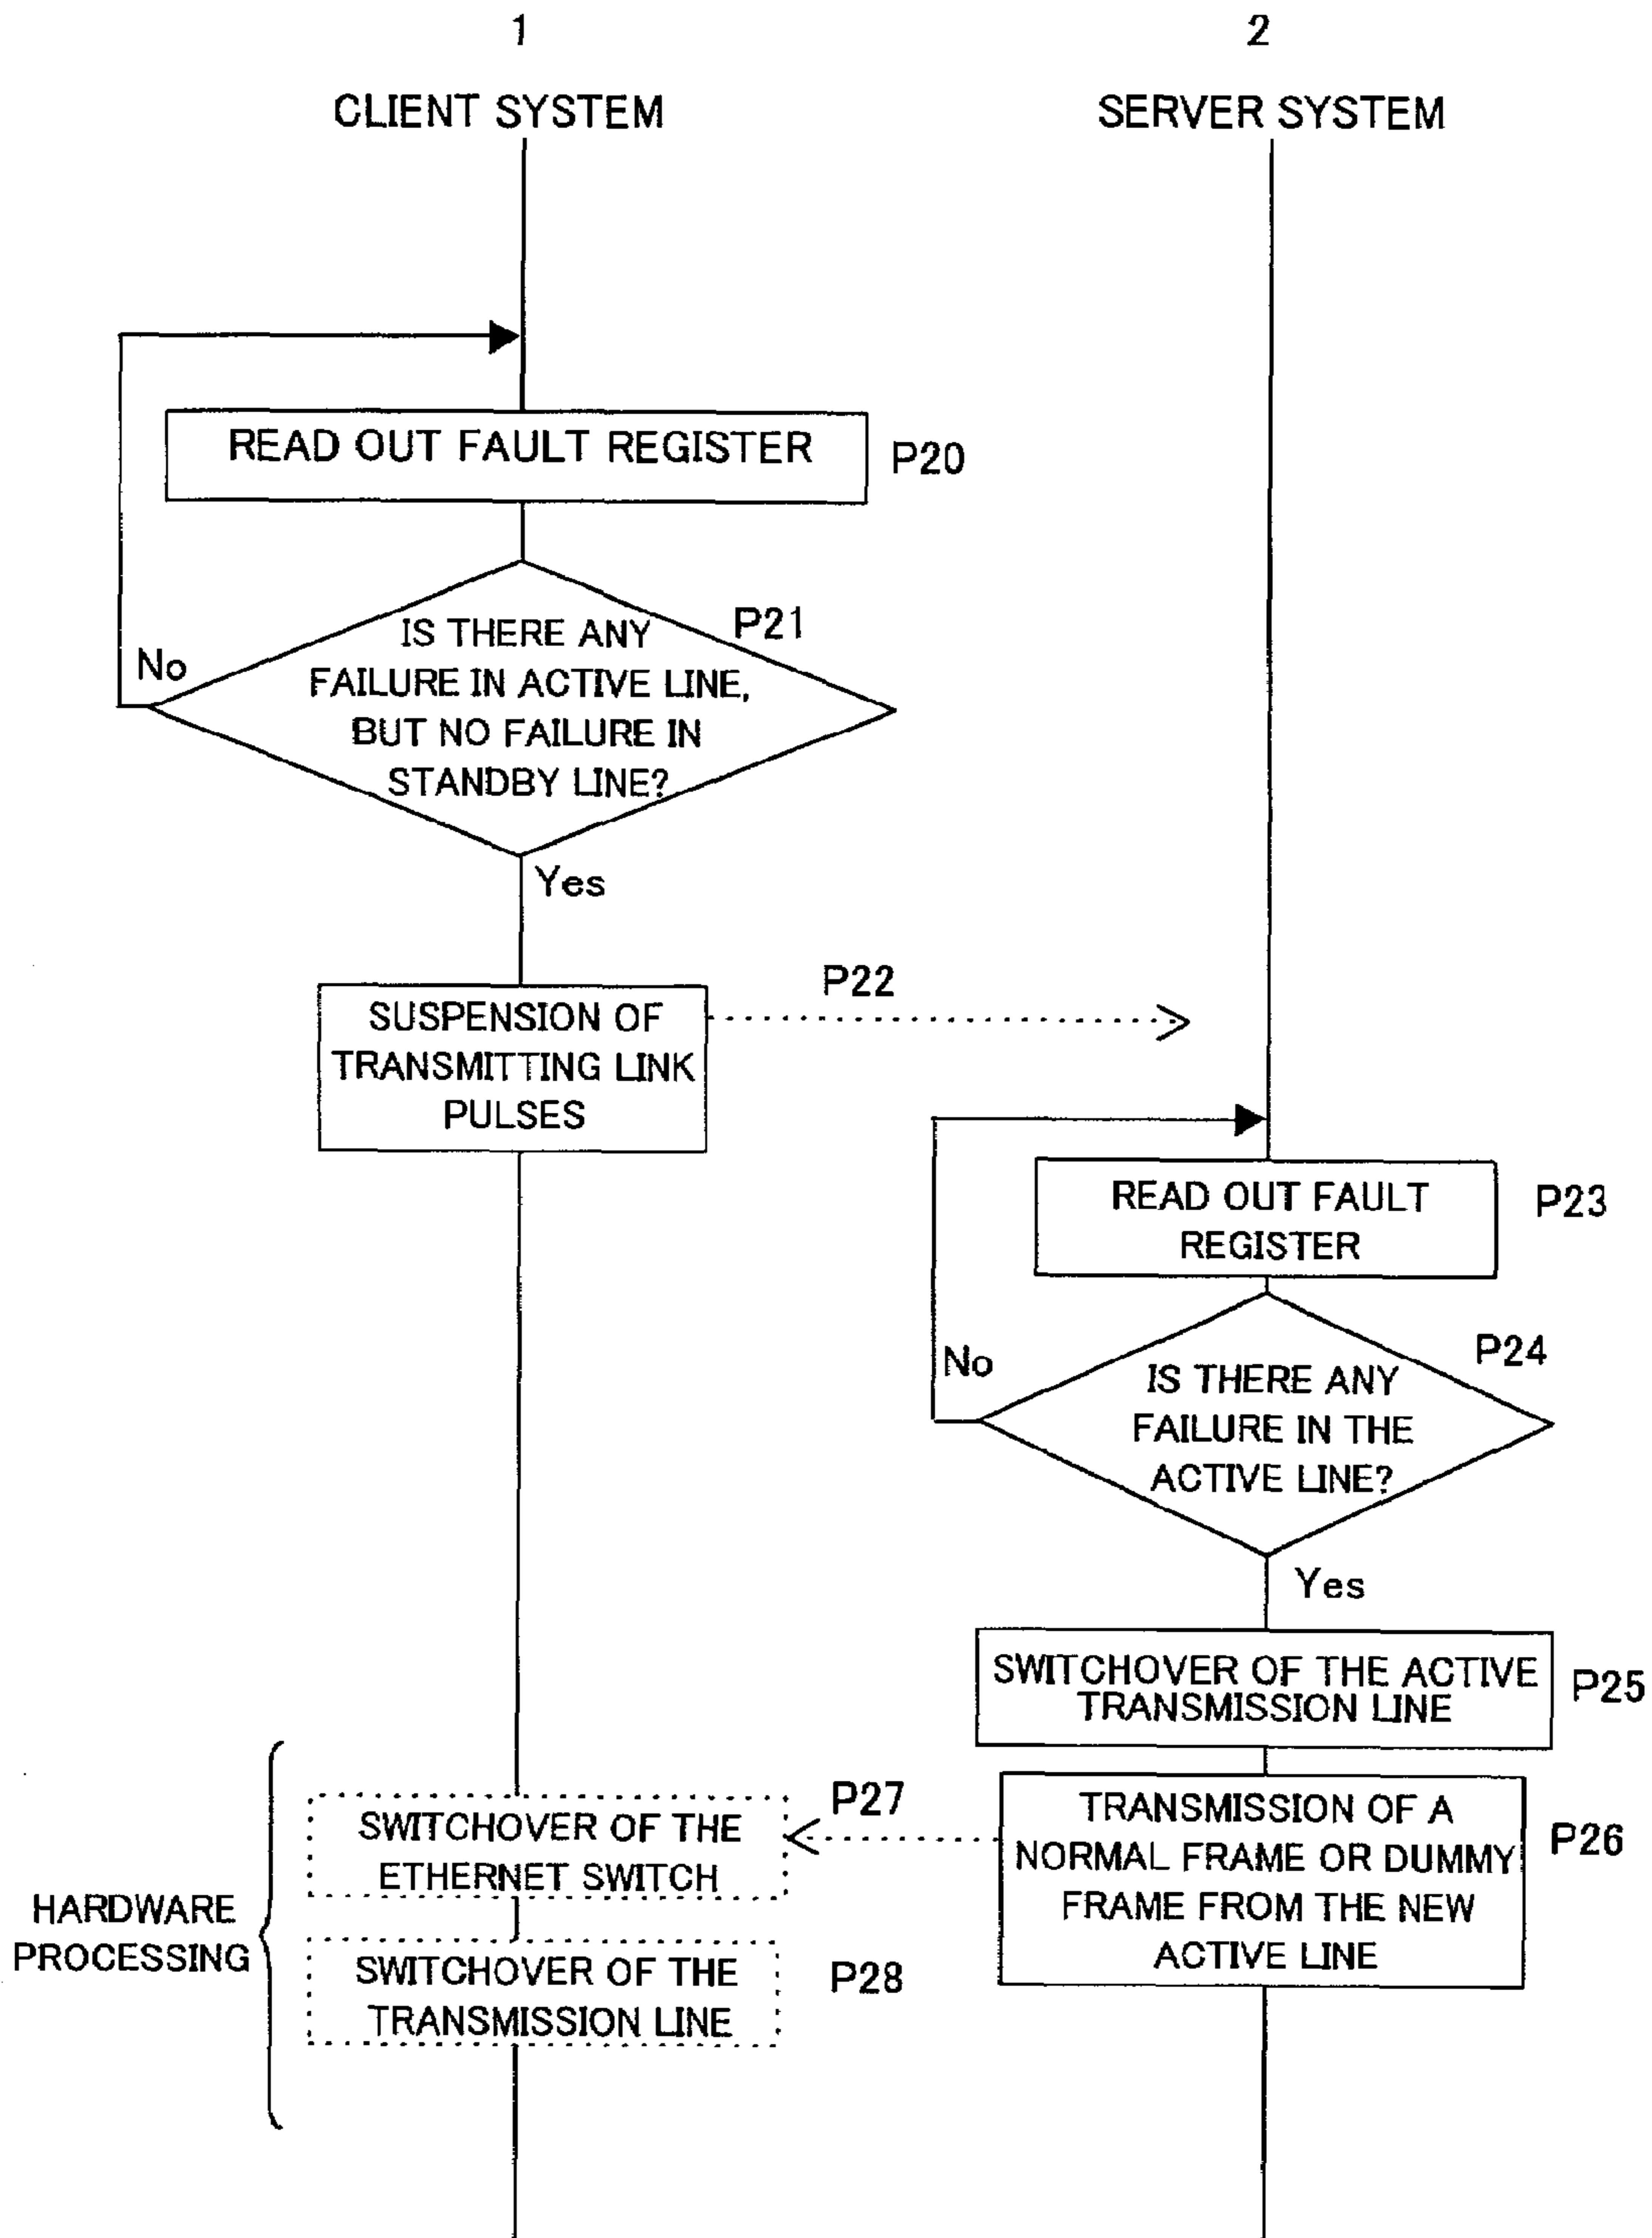 1
2
CLIENT SYSTEM
SERVER SYSTEM
READ OUT FAULT REGISTER
P20
P21
IS THERE ANY
FAILURE IN ACTIVE LINE,
BUT NO FAILURE IN
STANDBY LINE?
No
Yes
SUSPENSION OF
TRANSMITTING LINK
PULSES
P22
READ OUT FAULT
REGISTER
P23
P24
No
IS THERE ANY
FAILURE IN THE
ACTIVE LINE?
Yes
SWITCHOVER OF THE ACTIVE
TRANSMISSION LINE
P25
TRANSMISSION OF A
NORMAL FRAME OR DUMMY
FRAME FROM THE NEW
ACTIVE LINE
P26
P27
SWITCHOVER OF THE
ETHERNET SWITCH
HARDWARE
PROCESSING
SWITCHOVER OF THE
TRANSMISSION LINE
P28